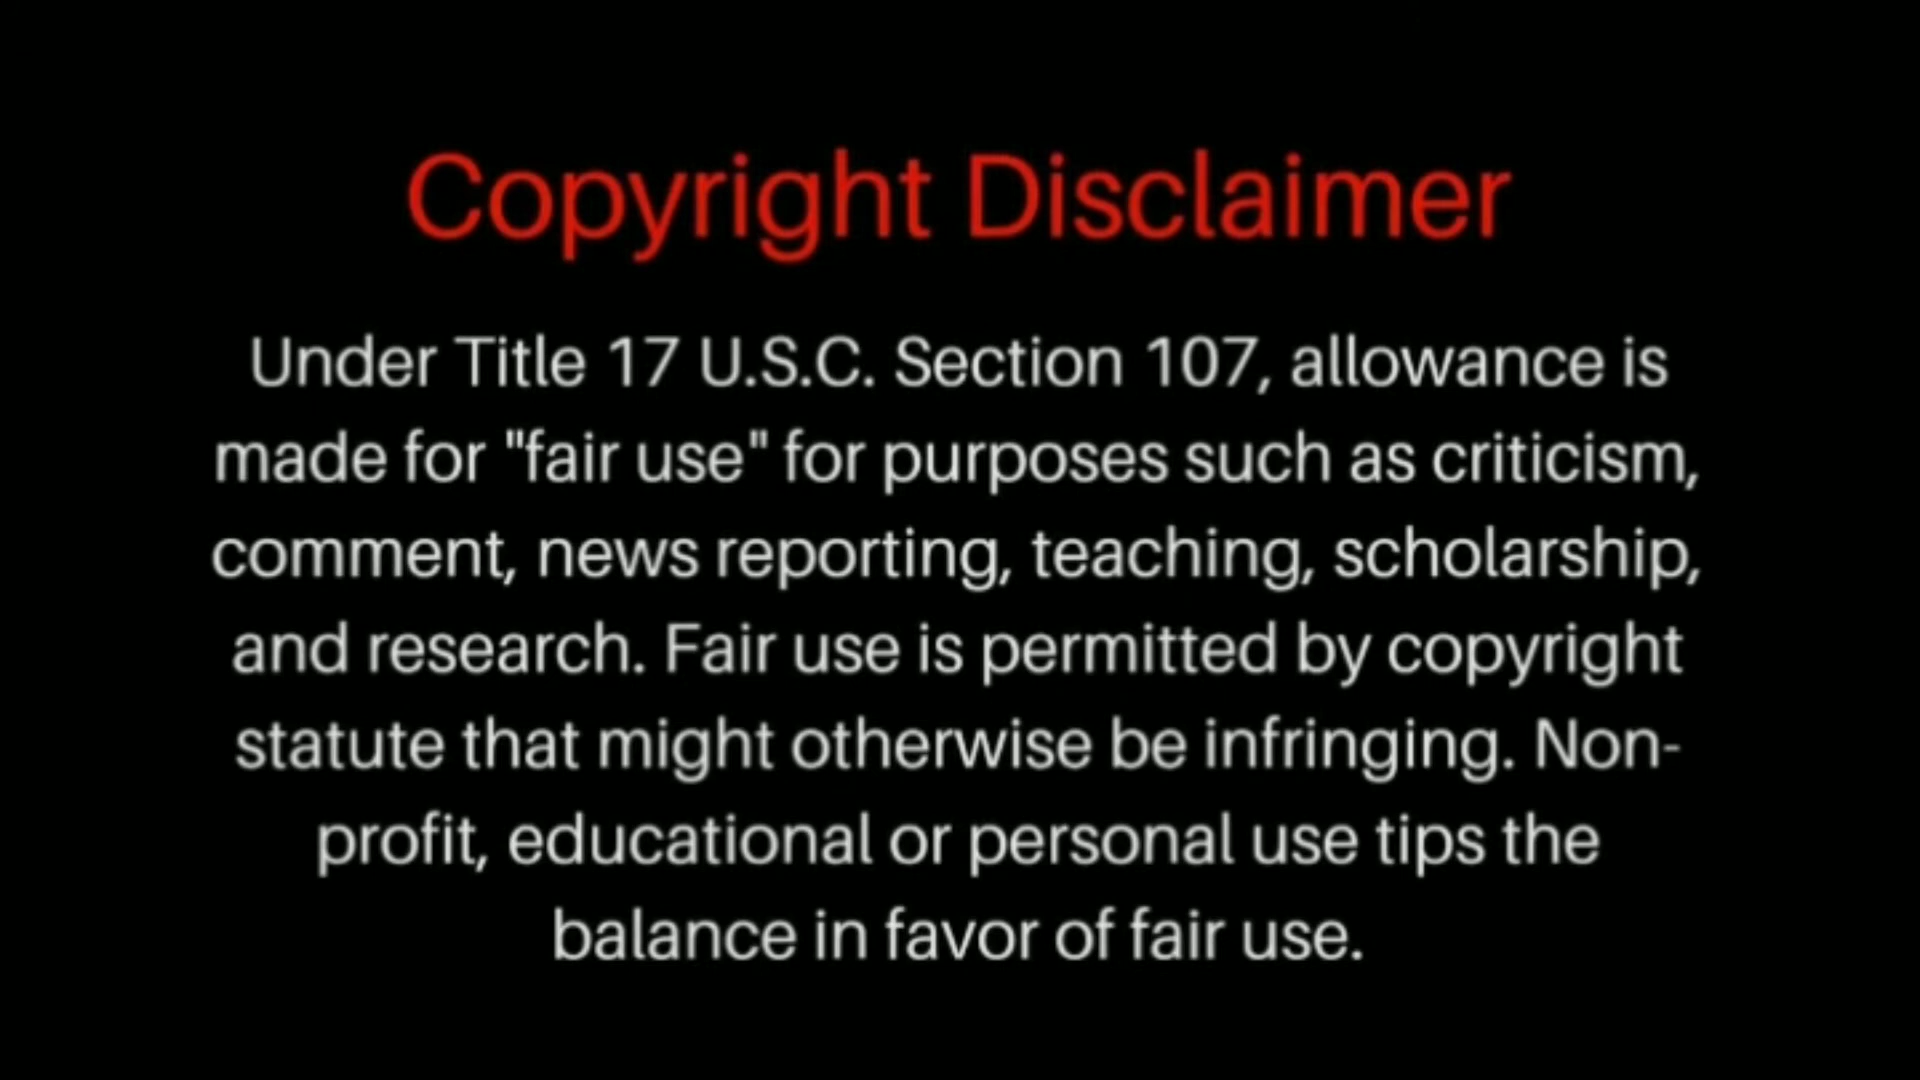 Copyright Disclaimer
Under Title 17 U.S.C. Section 107, allowance is
made for "fair use" for purposes such as criticism,
comment, news reporting, teaching, scholarship,
and research. Fair use is permitted by copyright
statute that might otherwise be infringing. Non-
profit, educational or personal use tips the
balance in favor of fair use.